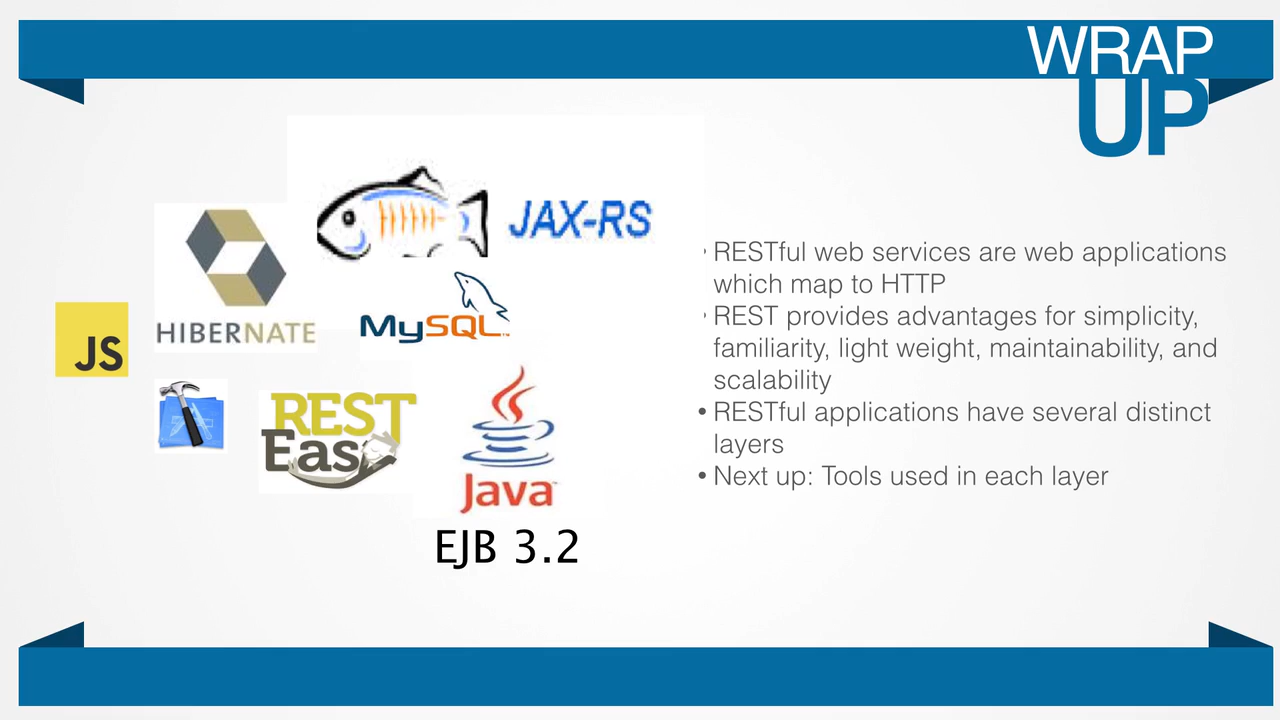 WRAP
UP
JAX-RS
HIBERNATE
MySQL
JS
REST
Easy
Java
EJB 3.2
• RESTful web services are web applications
which map to HTTP
• REST provides advantages for simplicity,
familiarity, light weight, maintainability, and
scalability
• RESTful applications have several distinct
layers
• Next up: Tools used in each layer